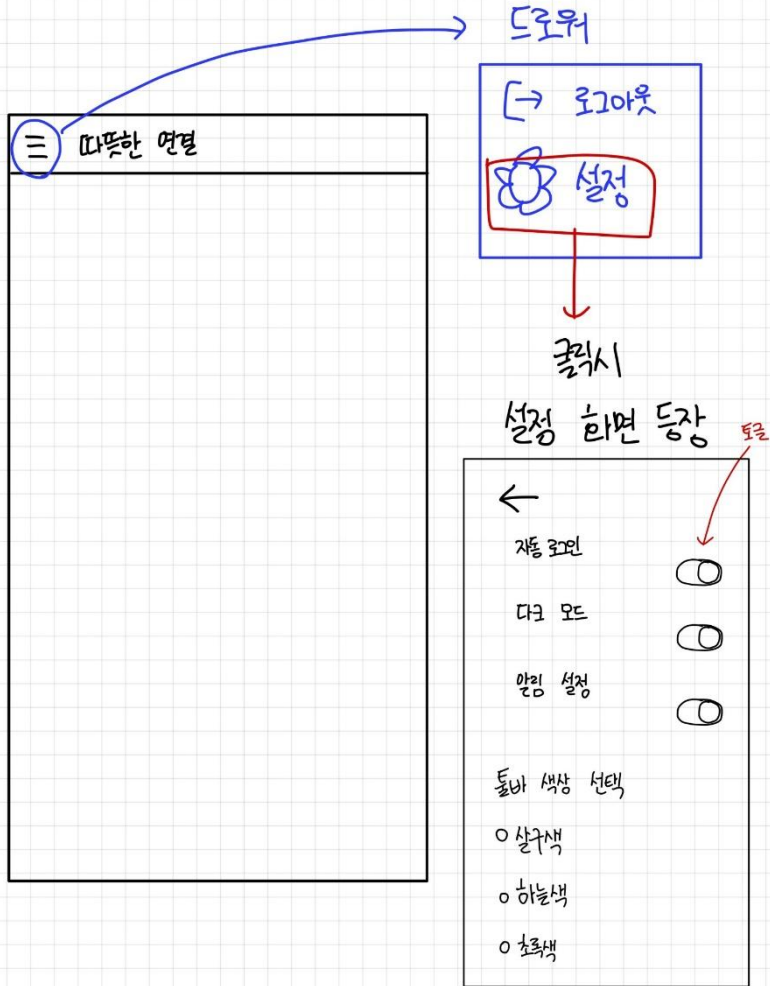 드로워
로그아웃
설정
따뜻한 연결
클릭시
설정 화면 등장
토글
자동 로그인
다크 모드
알림 설정
툴바 색상 선택
살구색
하늘색
초록색